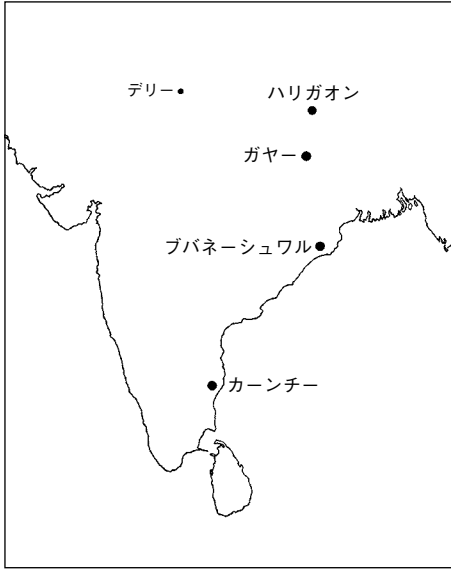 デリー
ハリガオン
ガヤー
ブバネーシュワル
カーンチー